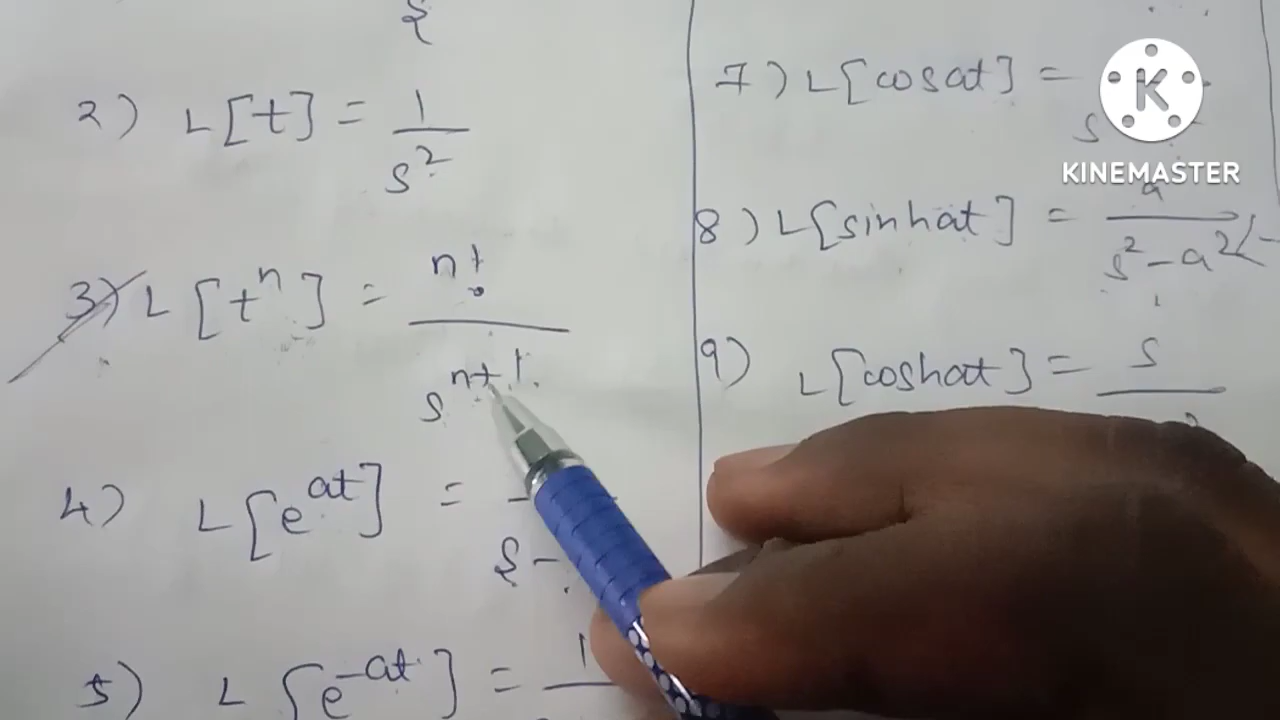 s
2) L[t] = 1/s²
3) L[tⁿ] = n!/sⁿ⁺¹
4) L[e^at] = s-
5) L[e^-at] = 1
7) L[cosat] = s
8) L[sinhat] = a/s²-a²
9) L[coshat] = s
K
KINEMASTER